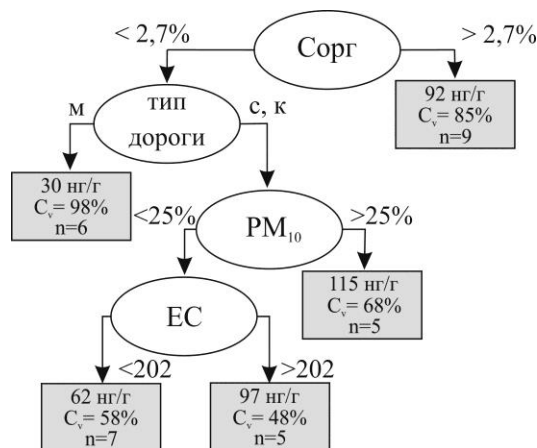 < 2,7%
Сорг
> 2,7%
92 нг/г
Cᵥ= 85%
n=9
м
тип
дороги
с, к
30 нг/г
Cᵥ= 98%
n=6
<25%
PM₁₀
>25%
115 нг/г
Cᵥ= 68%
n=5
ЕС
<202
>202
62 нг/г
Cᵥ= 58%
n=7
97 нг/г
Cᵥ= 48%
n=5